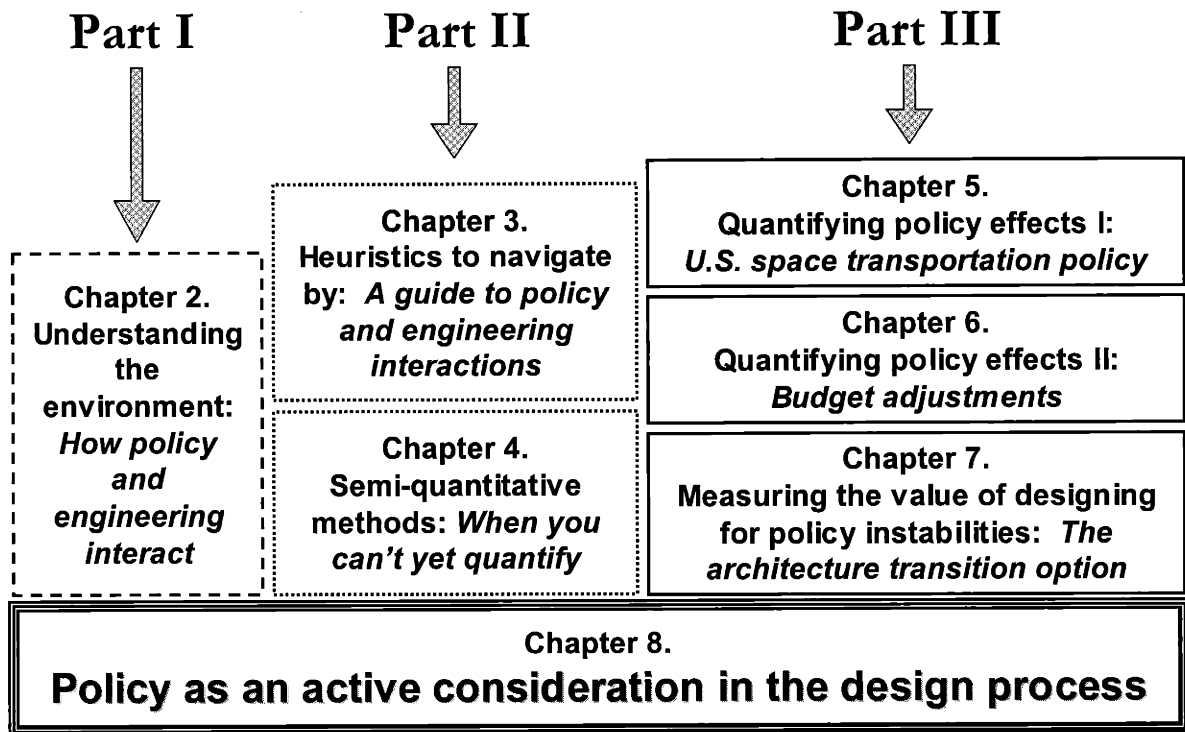 Part I
Part II
Part III
Chapter 2.
Understanding
the
environment:
How policy
and
engineering
interact
Chapter 3.
Heuristics to navigate
by: A guide to policy
and engineering
interactions
Chapter 4.
Semi-quantitative
methods: When you
can't yet quantify
Chapter 5.
Quantifying policy effects I:
U.S. space transportation policy
Chapter 6.
Quantifying policy effects II:
Budget adjustments
Chapter 7.
Measuring the value of designing
for policy instabilities: The
architecture transition option
Chapter 8.
Policy as an active consideration in the design process